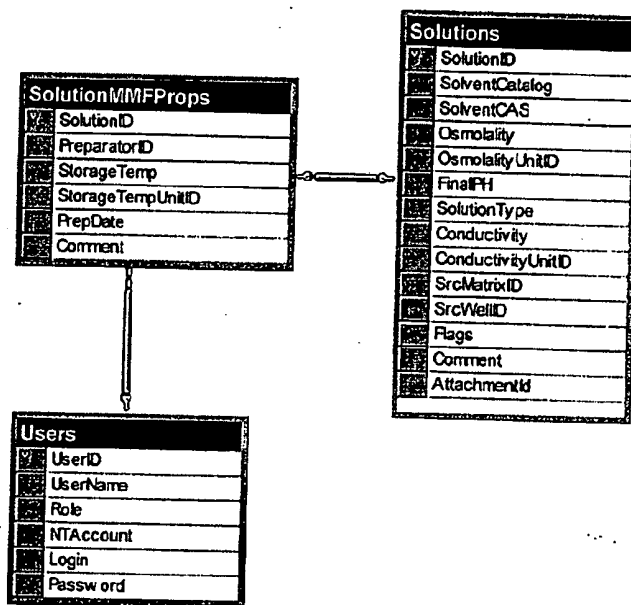 Solutions
SolutionID
SolventCatalog
SolventCAS
Osmolality
OsmolalityUnitID
FinalPH
SolutionType
Conductivity
ConductivityUnitID
SrcMatrixID
SrcWellID
Flags
Comment
AttachmentId
SolutionMMFProps
SolutionID
PreparatorID
StorageTemp
StorageTempUnitID
PrepDate
Comment
Users
UserID
UserName
Role
NTAccount
Login
Password